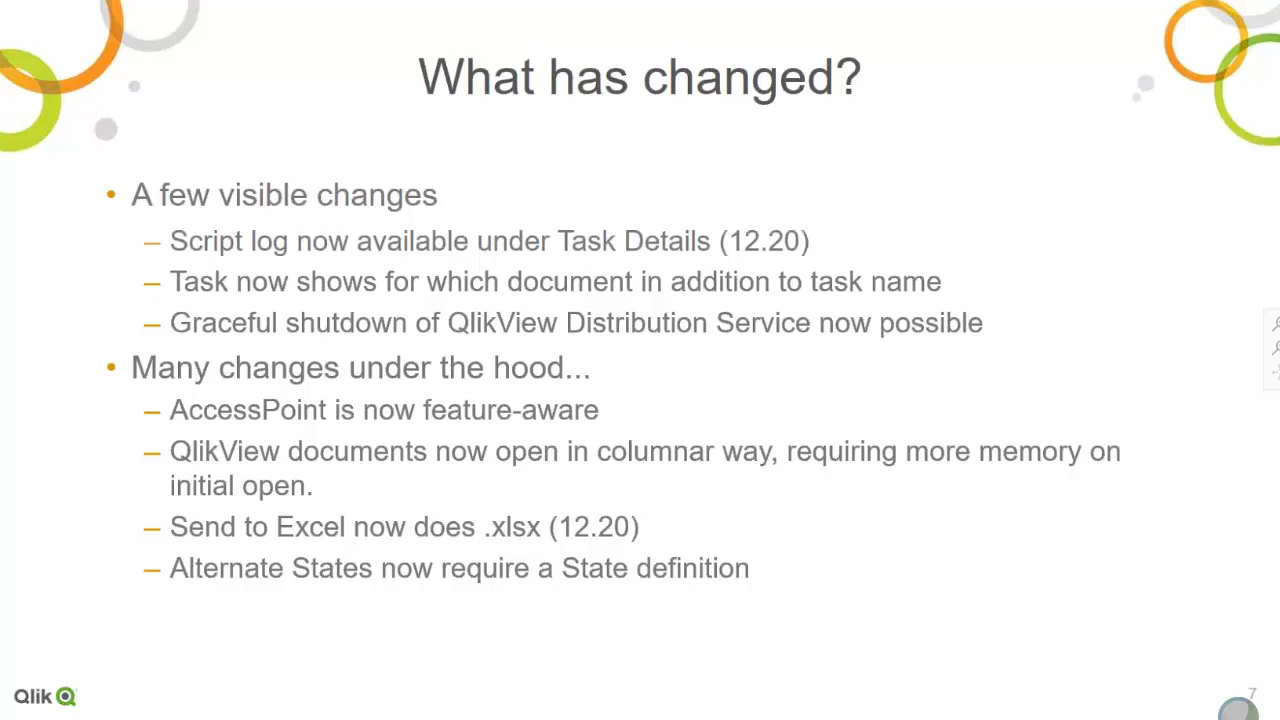 What has changed?
• A few visible changes
– Script log now available under Task Details (12.20)
– Task now shows for which document in addition to task name
– Graceful shutdown of QlikView Distribution Service now possible
• Many changes under the hood...
– AccessPoint is now feature-aware
– QlikView documents now open in columnar way, requiring more memory on
initial open.
– Send to Excel now does .xlsx (12.20)
– Alternate States now require a State definition
Qlik
7